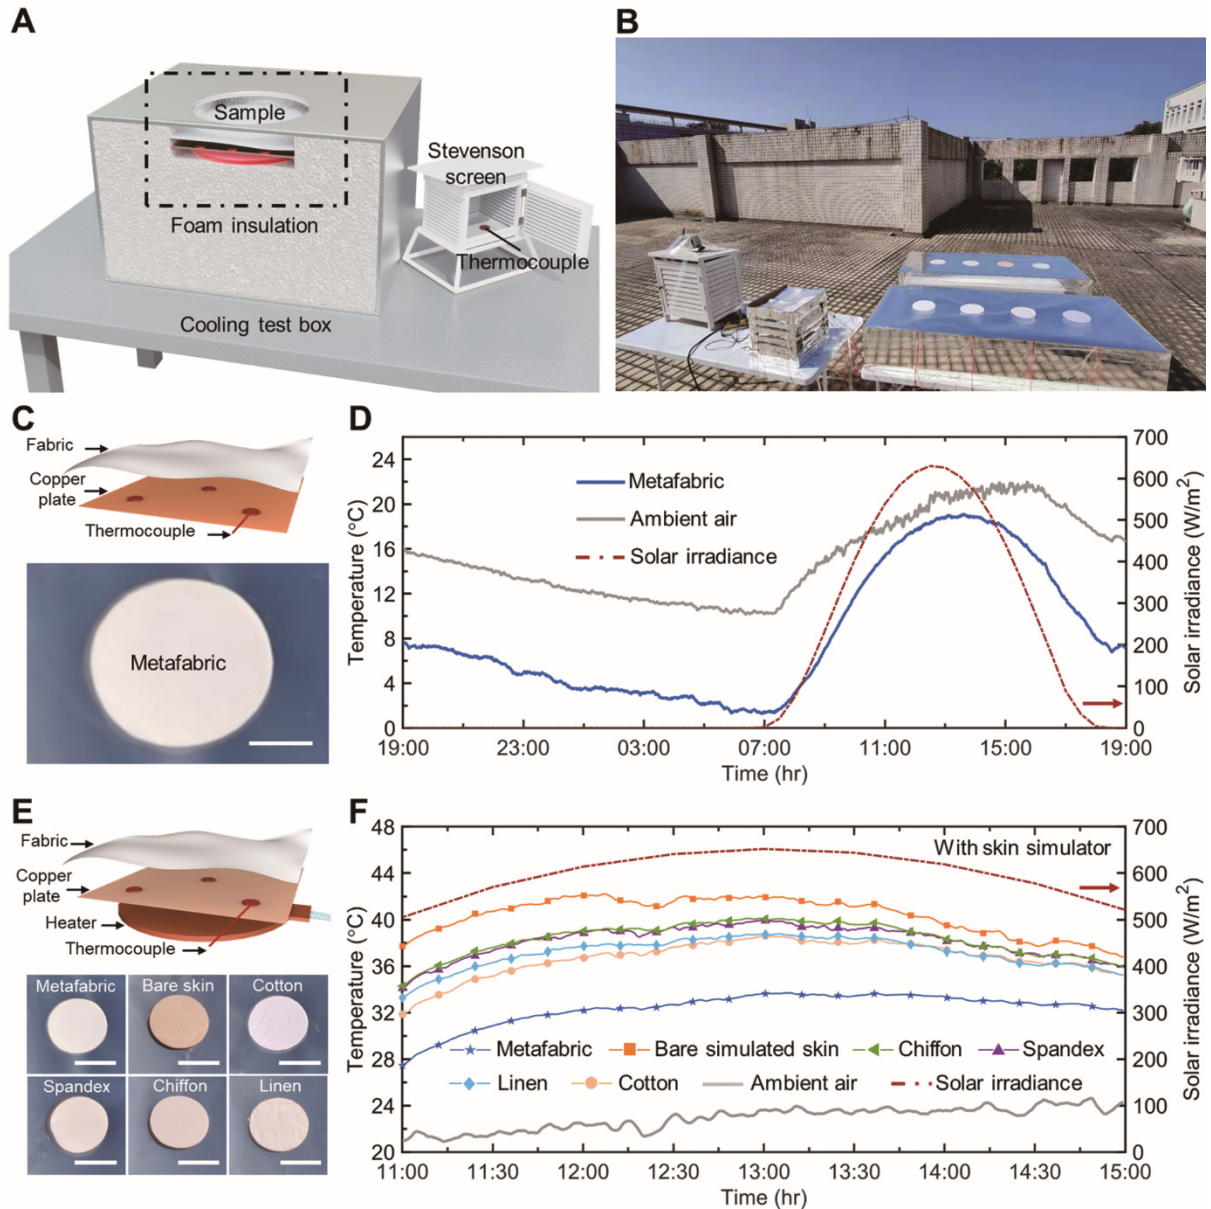 A
Sample
Stevenson
screen
Foam insulation
Thermocouple
Cooling test box
B
C
Fabric
Copper
plate
Thermocouple
Metafabric
D
Temperature (°C)
24
20
16
12
8
4
0
Metafabric
Ambient air
Solar irradiance
700
600
500
400
300
200
100
0
Solar irradiance (W/m²)
19:00 23:00 03:00 07:00 11:00 15:00 19:00
Time (hr)
E
Fabric
Copper
plate
Heater
Thermocouple
Metafabric Bare skin Cotton
Spandex Chiffon Linen
F
Temperature (°C)
48
44
40
36
32
28
24
20
With skin simulator
Metafabric Bare simulated skin Chiffon Spandex
Linen Cotton Ambient air Solar irradiance
700
600
500
400
300
200
100
0
Solar irradiance (W/m²)
11:00 11:30 12:00 12:30 13:00 13:30 14:00 14:30 15:00
Time (hr)